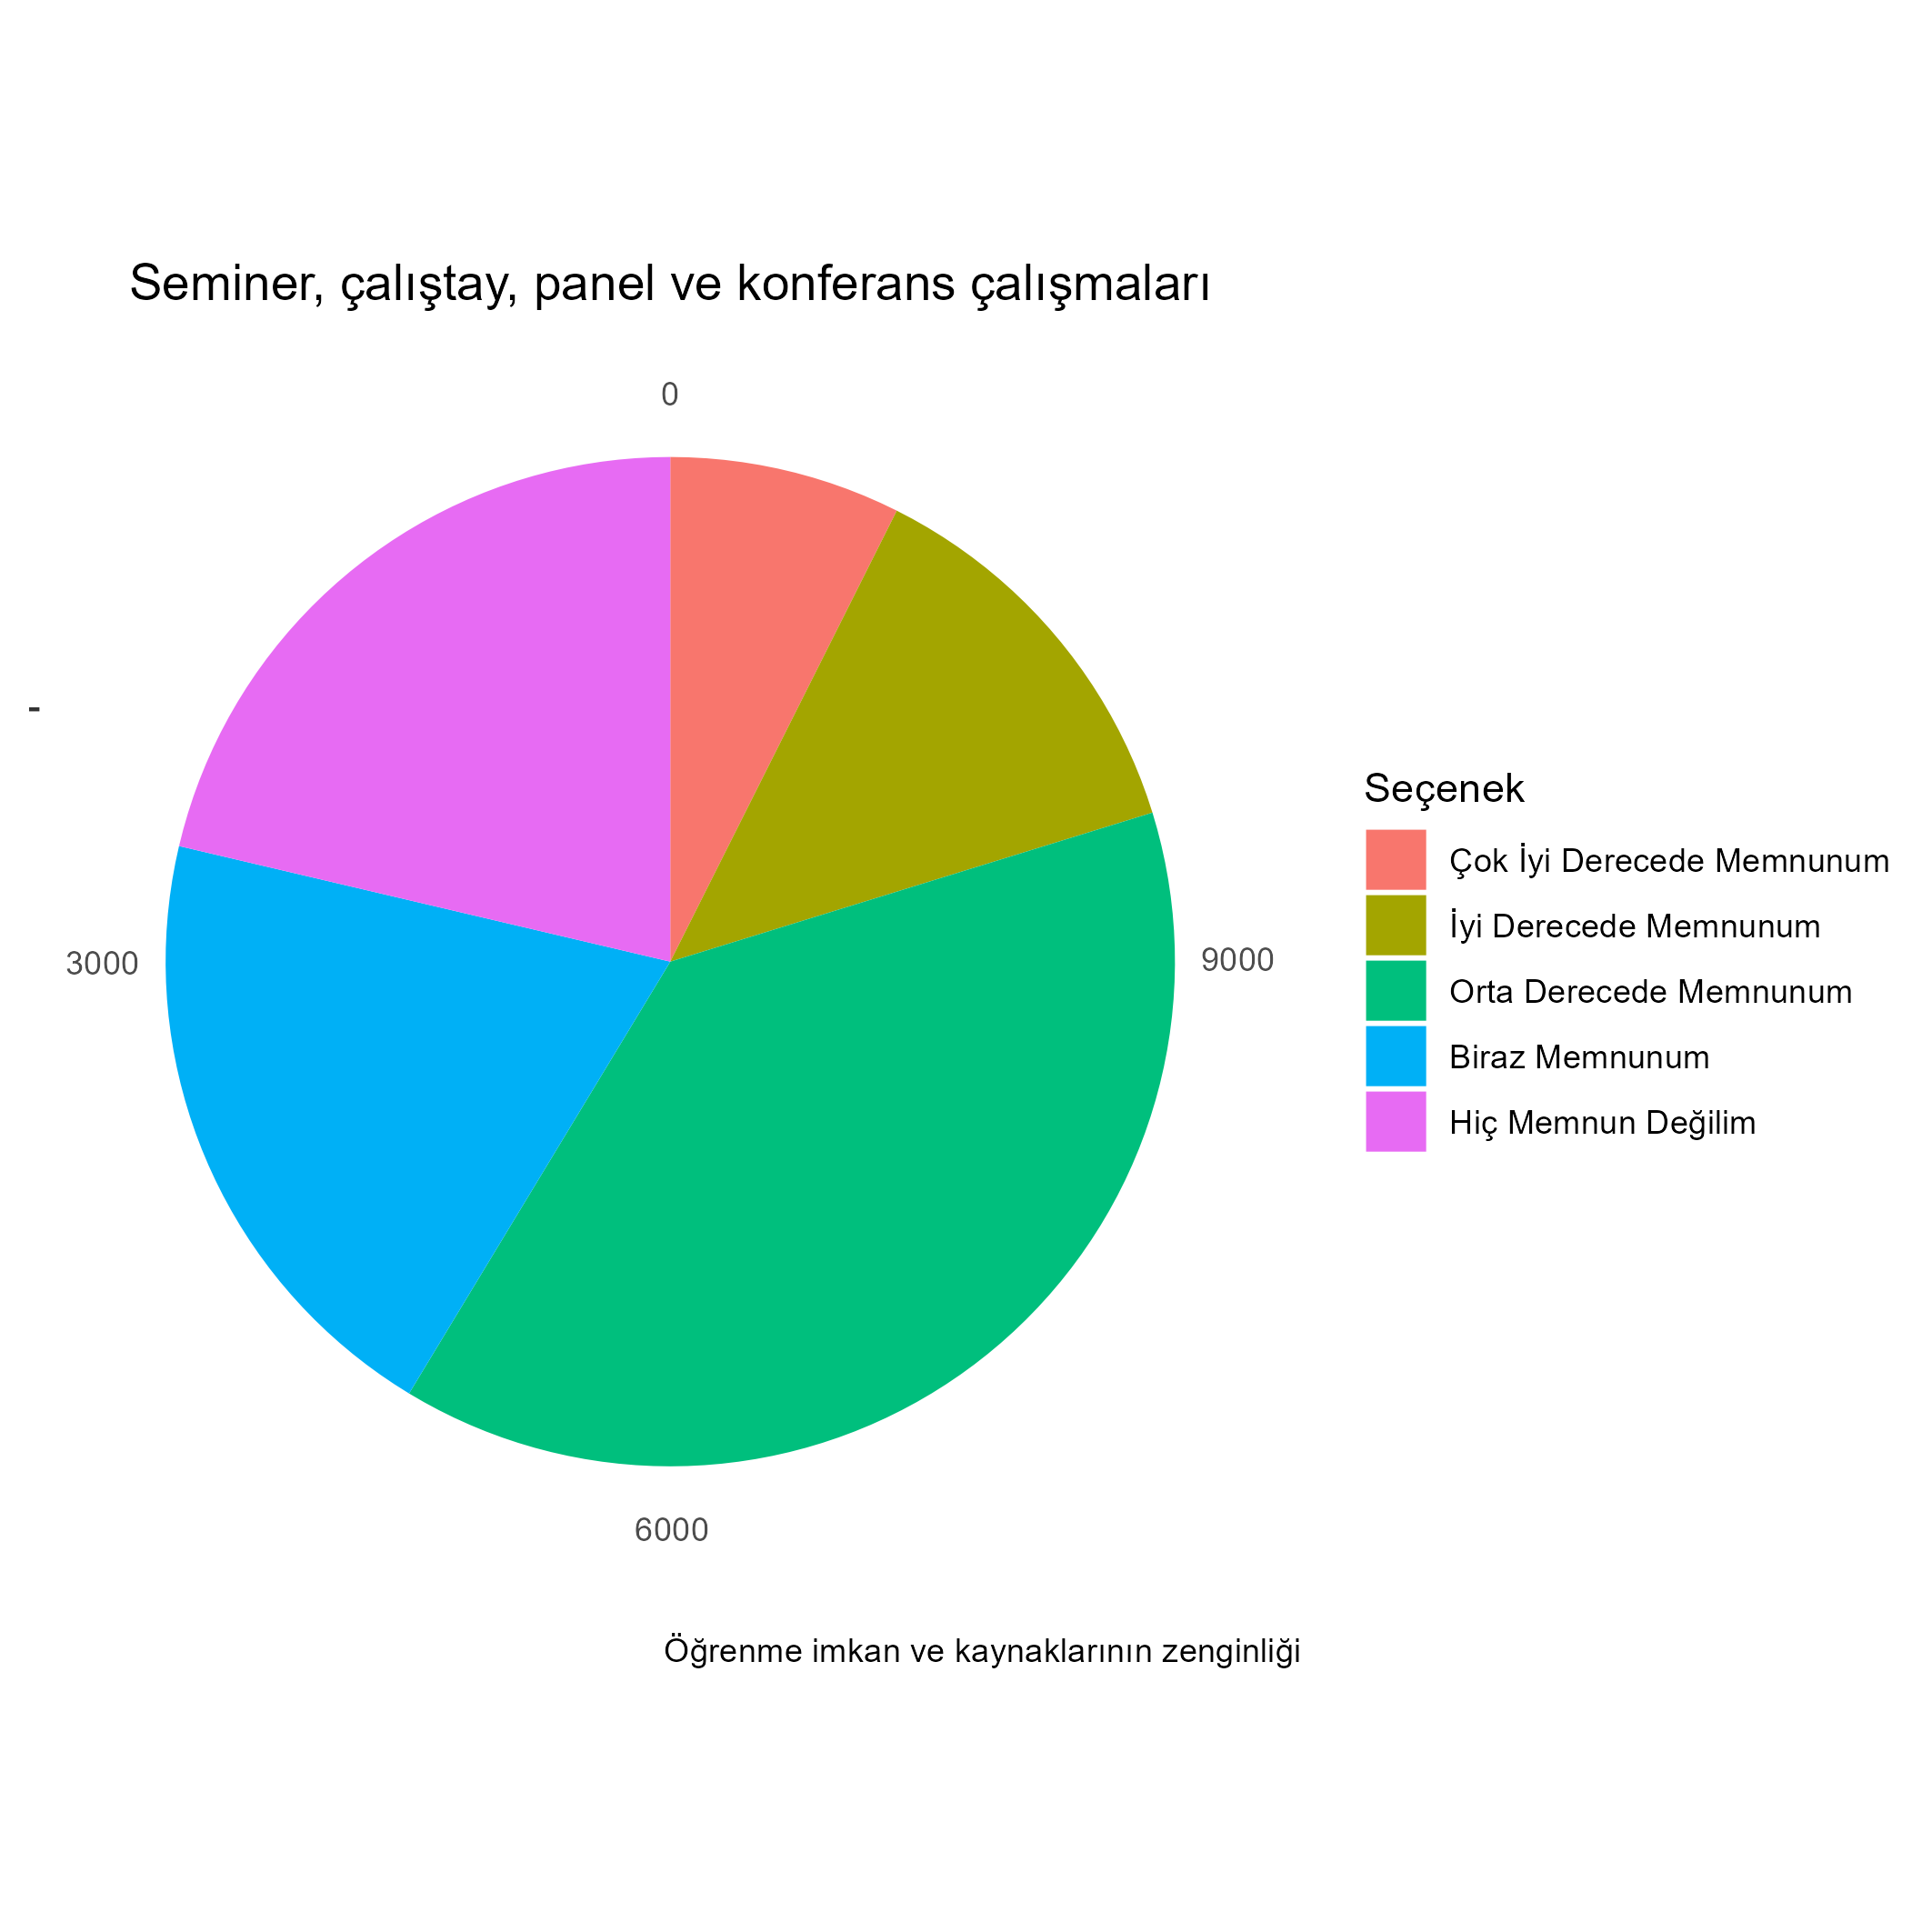 Seminer, çalıştay, panel ve konferans çalışmaları
0
-
3000
9000
6000
Seçenek
Çok İyi Derecede Memnunum
İyi Derecede Memnunum
Orta Derecede Memnunum
Biraz Memnunum
Hiç Memnun Değilim
Öğrenme imkan ve kaynaklarının zenginliği